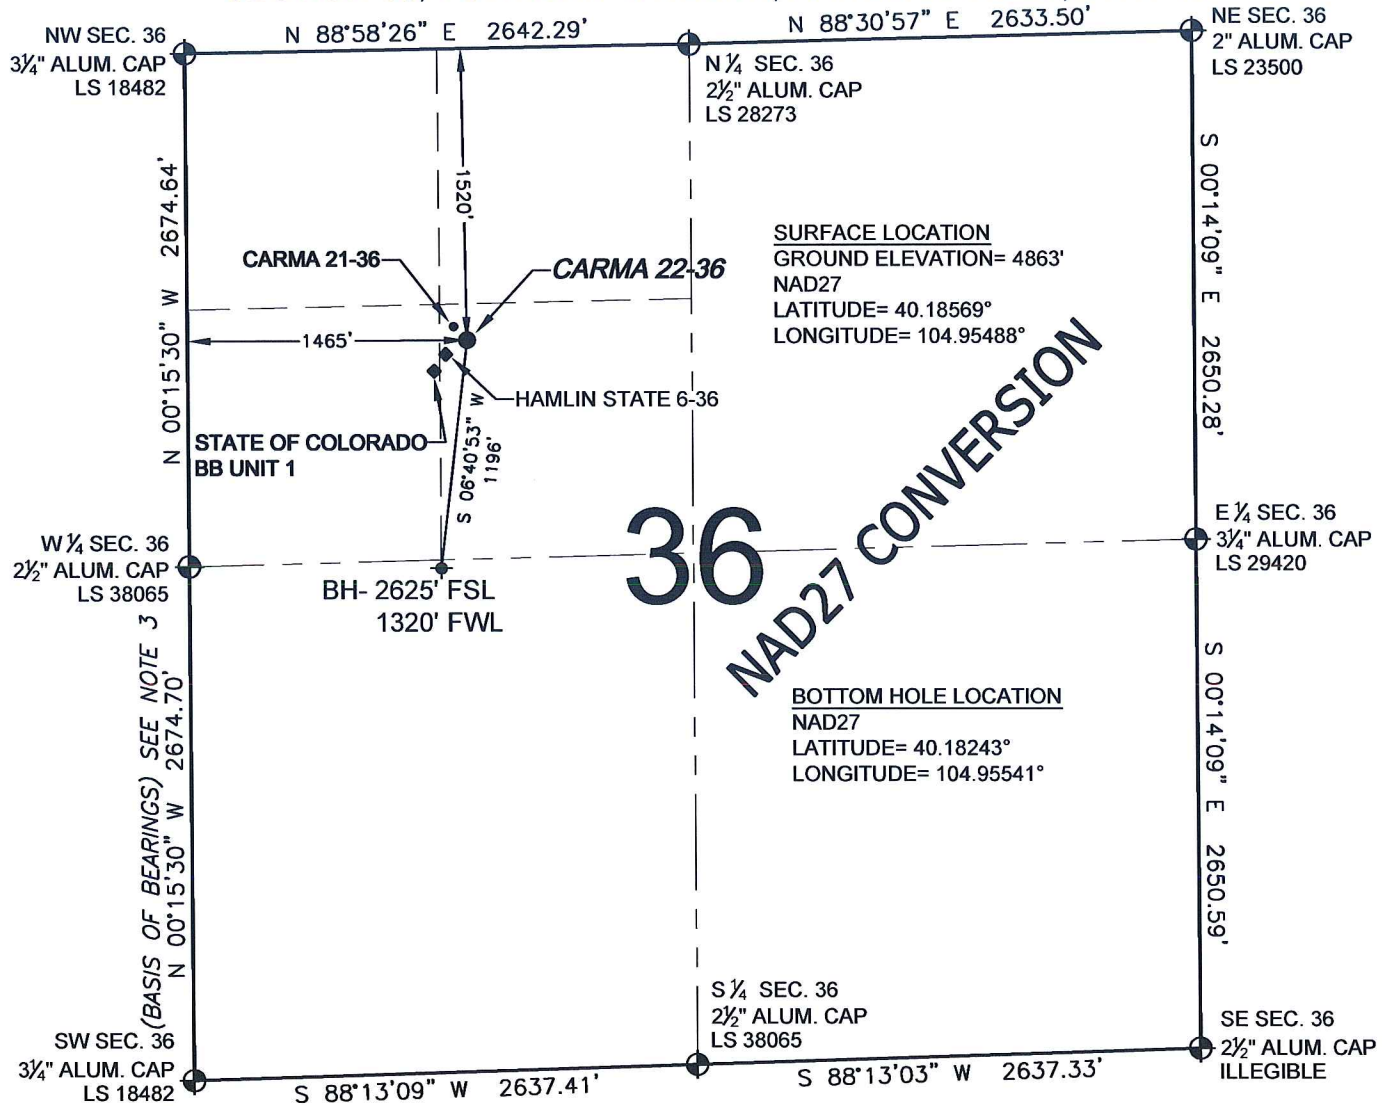 N 88°58'26" E 2642.29'
N 88°30'57" E 2633.50'
NW SEC. 36
3¼" ALUM. CAP
LS 18482
N ¼ SEC. 36
2½" ALUM. CAP
LS 28273
NE SEC. 36
2" ALUM. CAP
LS 23500
N 00°15'30" W 2674.64'
1520'
S 00°14'09" E 2650.28'
CARMA 21-36
CARMA 22-36
SURFACE LOCATION
GROUND ELEVATION= 4863'
NAD27
LATITUDE= 40.18569°
LONGITUDE= 104.95488°
1465'
HAMLIN STATE 6-36
STATE OF COLORADO
BB UNIT 1
S 06°40'53" W
1196'
NAD27 CONVERSION
36
W ¼ SEC. 36
2½" ALUM. CAP
LS 38065
BH- 2625' FSL
1320' FWL
E ¼ SEC. 36
3¼" ALUM. CAP
LS 29420
(BASIS OF BEARINGS) SEE NOTE 3
N 00°15'30" W 2674.70'
BOTTOM HOLE LOCATION
NAD27
LATITUDE= 40.18243°
LONGITUDE= 104.95541°
S 00°14'09" E 2650.59'
SW SEC. 36
3¼" ALUM. CAP
LS 18482
S ¼ SEC. 36
2½" ALUM. CAP
LS 38065
SE SEC. 36
2½" ALUM. CAP
ILLEGIBLE
S 88°13'09" W 2637.41'
S 88°13'03" W 2637.33'